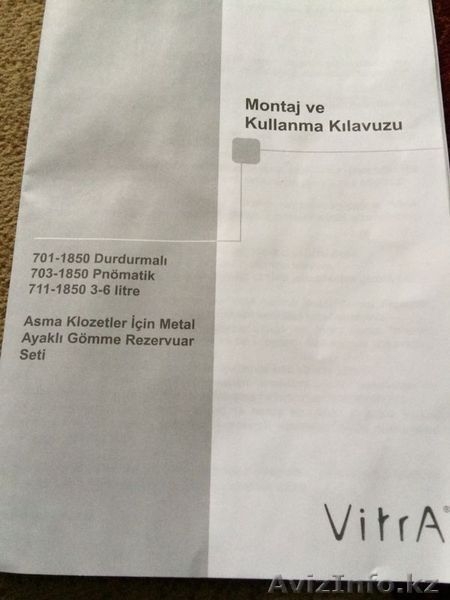 Montaj ve
Kullanma Kılavuzu
701-1850 Durdurmalı
703-1850 Pnömatik
711-1850 3-6 litre
Asma Klozetler İçin Metal
Ayaklı Gömme Rezervuar
Seti
VitrA®
AvizInfo.kz